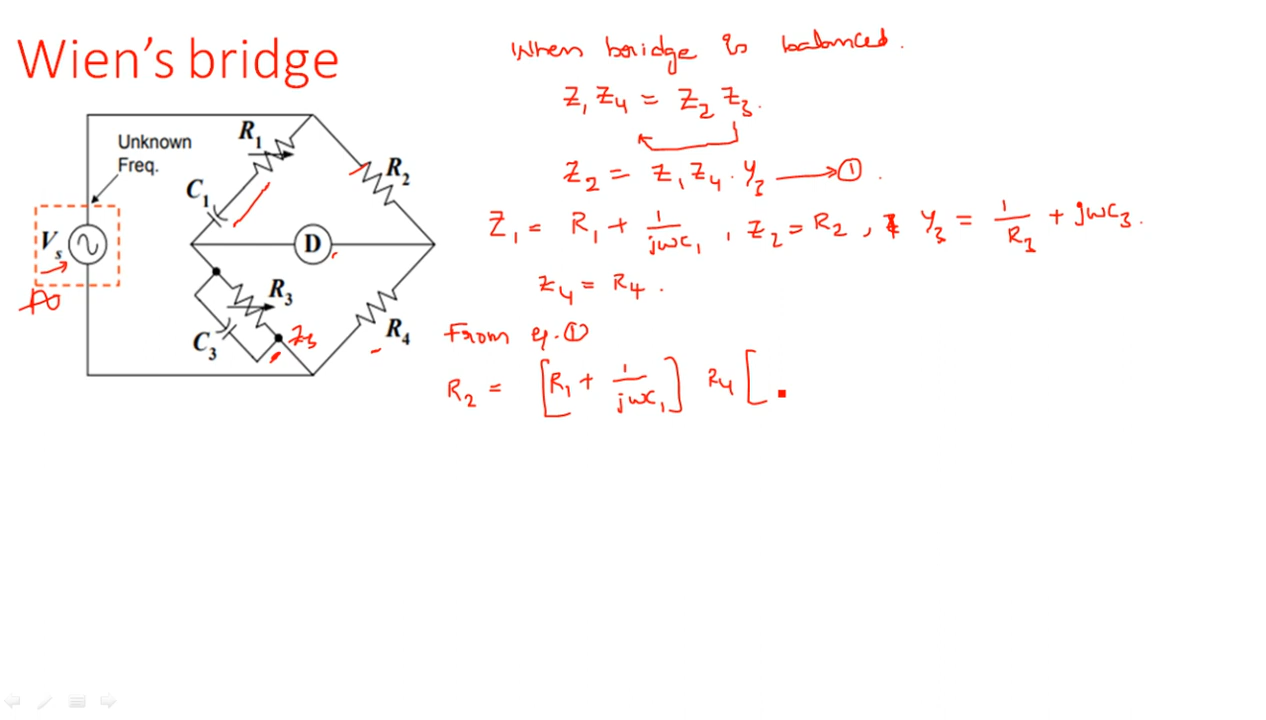 Wien's bridge
Unknown
Freq.
R1
R2
C1
Vs
D
R3
C3
Z3
R4
When bridge is balanced.
Z1 Z4 = Z2 Z3.
Z2 = Z1 Z4 . Y3 ⟶ ①.
Z1 = R1 + 1/jωC1 , Z2 = R2 , Y3 = 1/R3 + jωC3.
Z4 = R4 .
From eq. ①
R2 = [R1 + 1/jωC1] R4 [